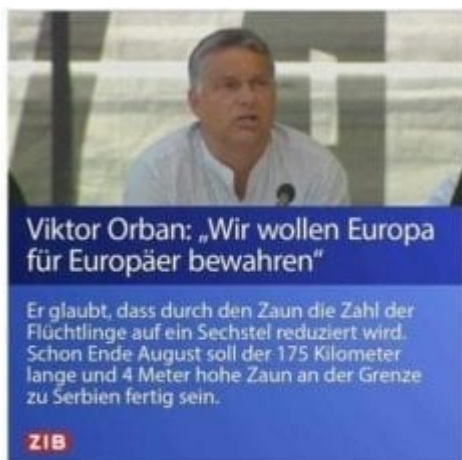 Viktor Orban: „Wir wollen Europa
für Europäer bewahren“
Er glaubt, dass durch den Zaun die Zahl der
Flüchtlinge auf ein Sechstel reduziert wird.
Schon Ende August soll der 175 Kilometer
lange und 4 Meter hohe Zaun an der Grenze
zu Serbien fertig sein.
ZIB